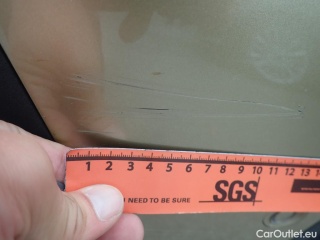 1 2 3 4 5 6 7 8 9 10 11 12 13
NEED TO BE SURE SGS
CarOutlet.eu